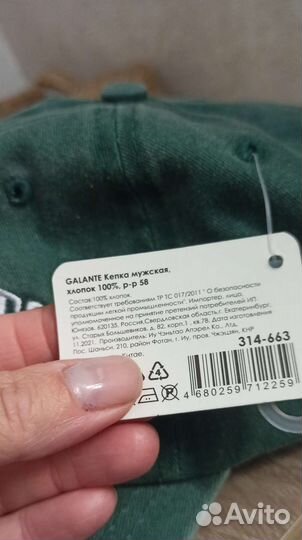 GALANTE Кепка мужская,
хлопок 100%, р-р 58
Состав:100% хлопок.
Соответствует требованиям ТР ТС 017/2011 " О безопасности
продукции легкой промышленности". Импортер, лицо,
уполномоченное на принятие претензий потребителей ИП
Юнязов. 620135, Россия,Свердловская область,г. Екатеринбург,
ул. Старых Большевиков, д. 82, корп.1 , кв.78. Дата изготовления
11.2021. Производитель: Иу Чэнтао Апэрел Ко., Лтд,
Пос. Шаньси, 210, район Фотан, г. Иу, пров. Чжэцзян, КНР
Китае.
314-663
4
4 680259 712259
Avito